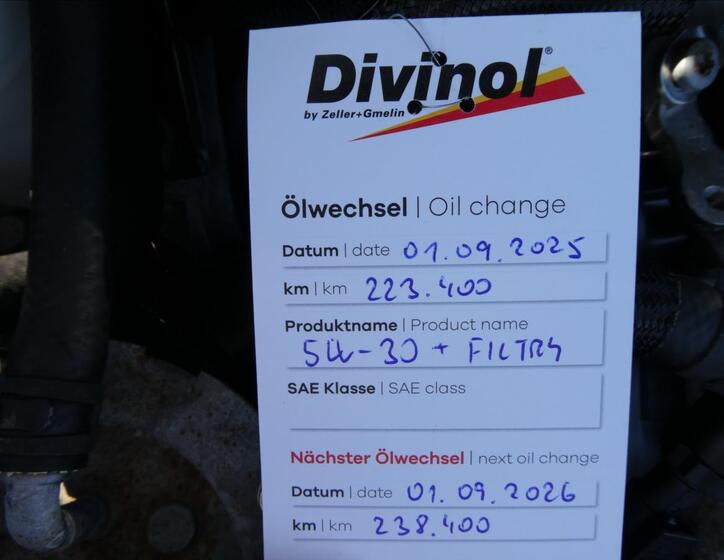 Divinol®
by Zeller+Gmelin
Ölwechsel | Oil change
Datum | date 01.09.2025
km | km 223.400
Produktname | Product name
5W-30 + FILTRY
SAE Klasse | SAE class
Nächster Ölwechsel | next oil change
Datum | date 01.09.2026
km | km 238.400